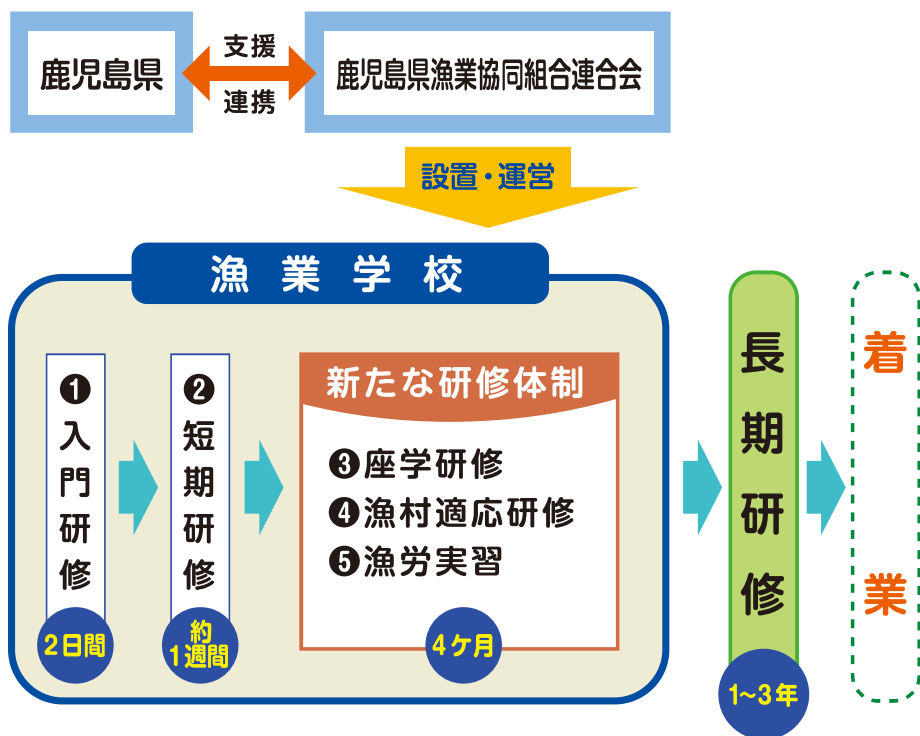 鹿児島県
支援
連携
鹿児島県漁業協同組合連合会
設置・運営
漁業学校
❶入門研修
2日間
❷短期研修
約
1週間
新たな研修体制
❸座学研修
❹漁村適応研修
❺漁労実習
4ケ月
長期研修
1～3年
着業